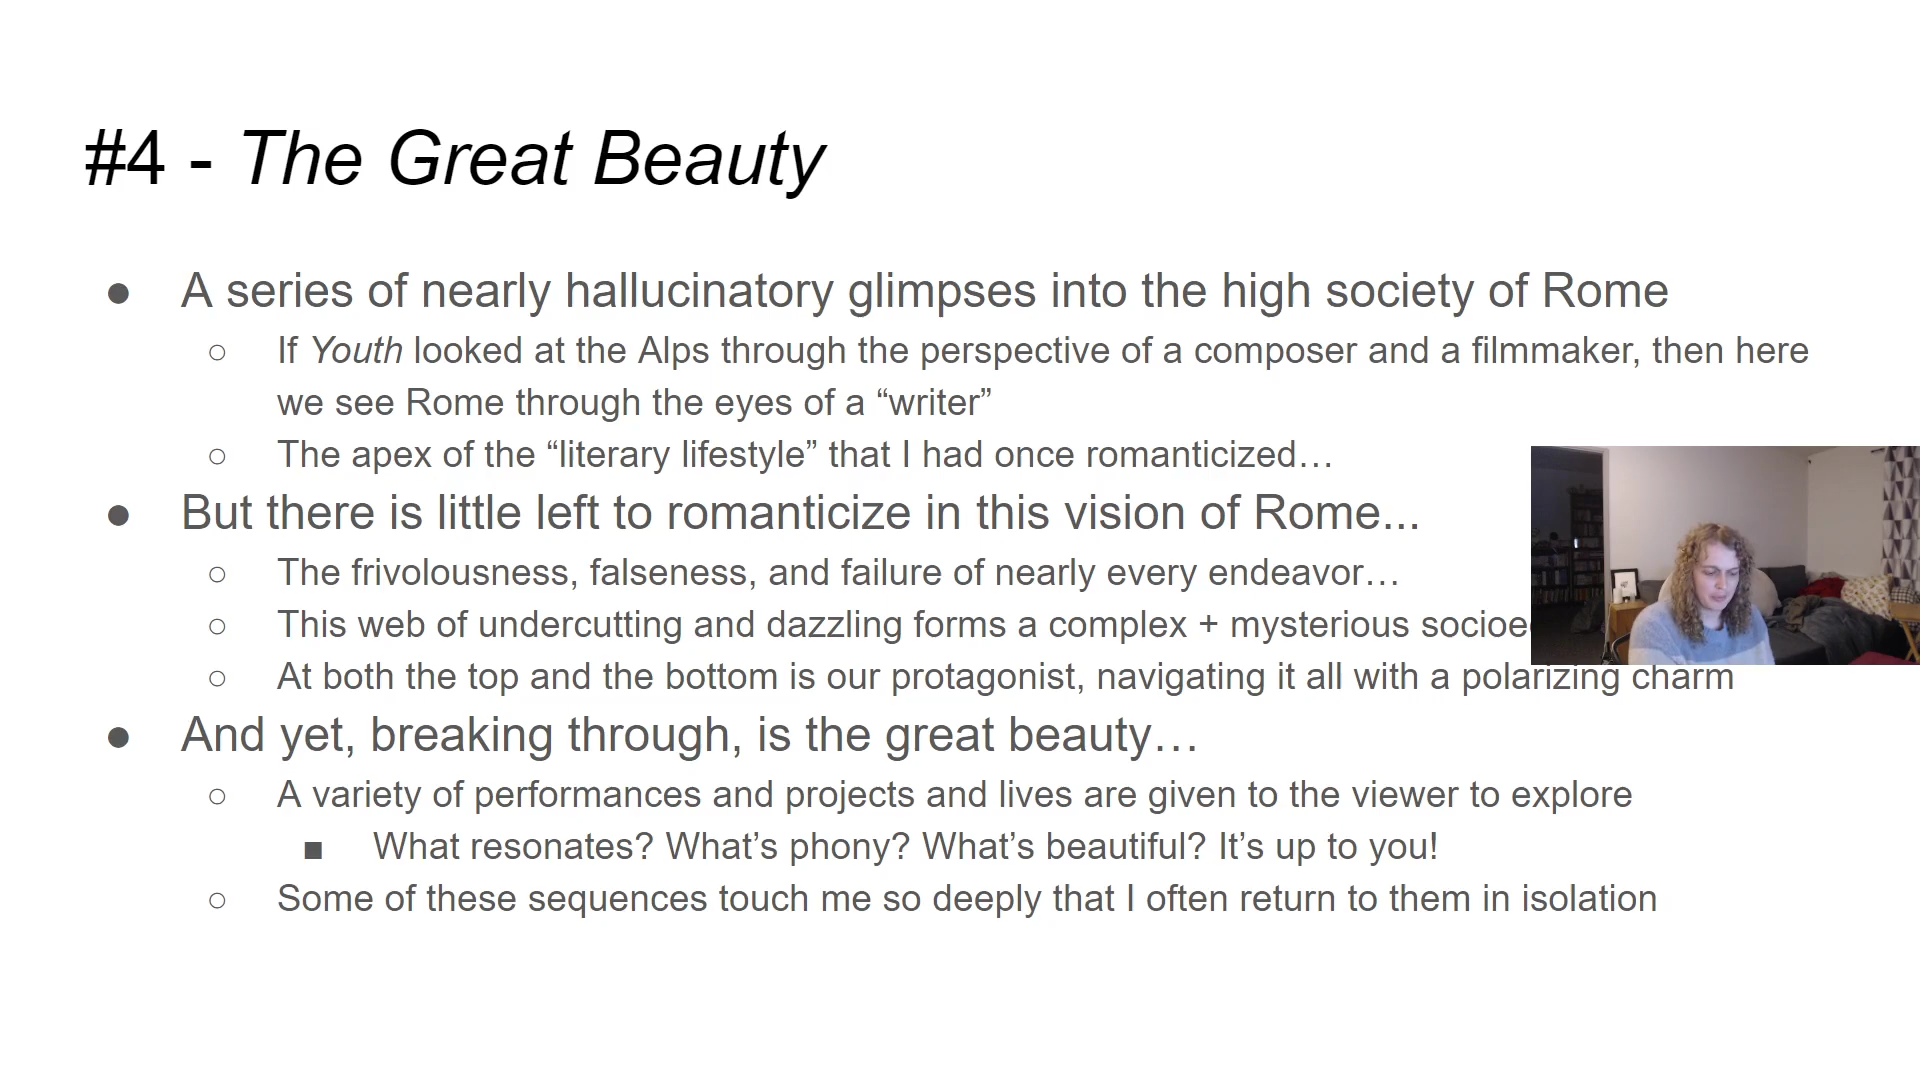 #4 - The Great Beauty
● A series of nearly hallucinatory glimpses into the high society of Rome
○ If Youth looked at the Alps through the perspective of a composer and a filmmaker, then here
we see Rome through the eyes of a “writer”
○ The apex of the “literary lifestyle” that I had once romanticized…
● But there is little left to romanticize in this vision of Rome...
○ The frivolousness, falseness, and failure of nearly every endeavor…
○ This web of undercutting and dazzling forms a complex + mysterious
○ At both the top and the bottom is our protagonist, navigating it all with a polarizing charm
● And yet, breaking through, is the great beauty…
○ A variety of performances and projects and lives are given to the viewer to explore
■ What resonates? What’s phony? What’s beautiful? It’s up to you!
○ Some of these sequences touch me so deeply that I often return to them in isolation